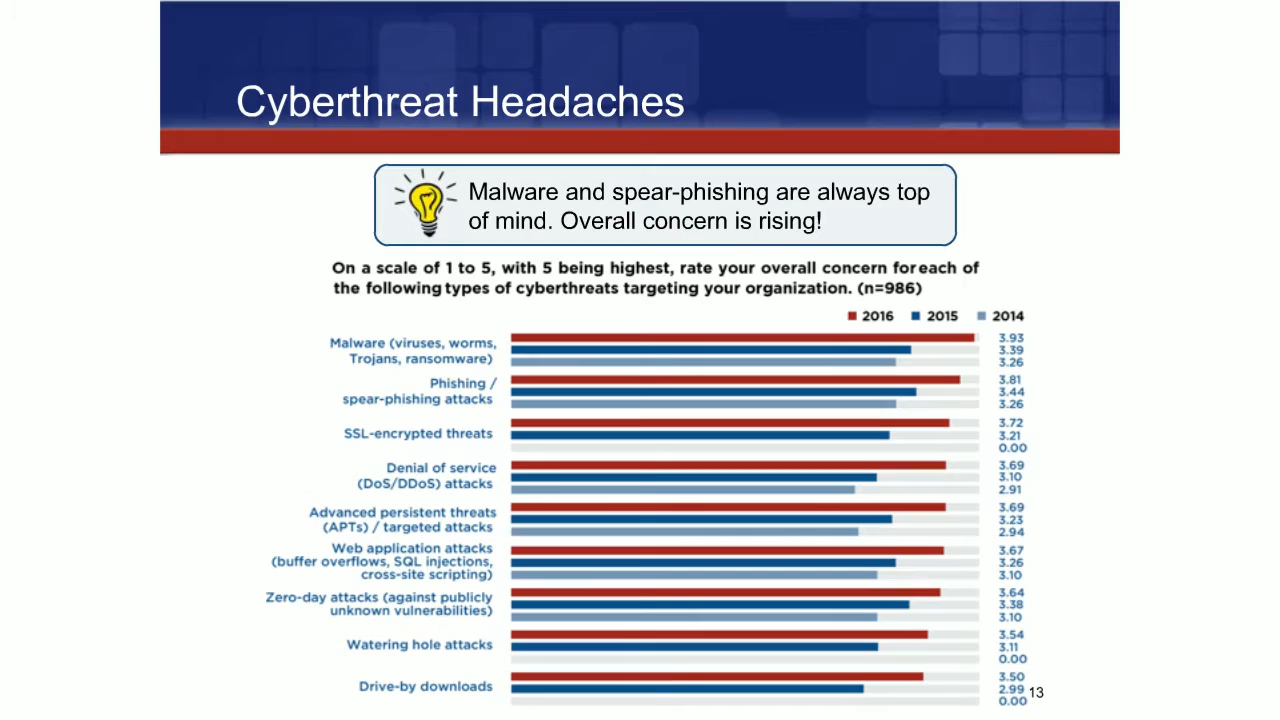 Cyberthreat Headaches
Malware and spear-phishing are always top
of mind. Overall concern is rising!
On a scale of 1 to 5, with 5 being highest, rate your overall concern for each of
the following types of cyberthreats targeting your organization. (n=986)
2016 2015 2014
Malware (viruses, worms,
Trojans, ransomware)
3.93
3.39
3.26
Phishing /
spear-phishing attacks
3.81
3.44
3.26
SSL-encrypted threats
3.72
3.21
0.00
Denial of service
(DoS/DDoS) attacks
3.69
3.10
2.91
Advanced persistent threats
(APTs) / targeted attacks
3.69
3.23
2.94
Web application attacks
(buffer overflows, SQL injections,
cross-site scripting)
3.67
3.26
3.10
Zero-day attacks (against publicly
unknown vulnerabilities)
3.64
3.38
3.10
Watering hole attacks
3.54
3.11
0.00
Drive-by downloads
3.50
2.99
0.00
13